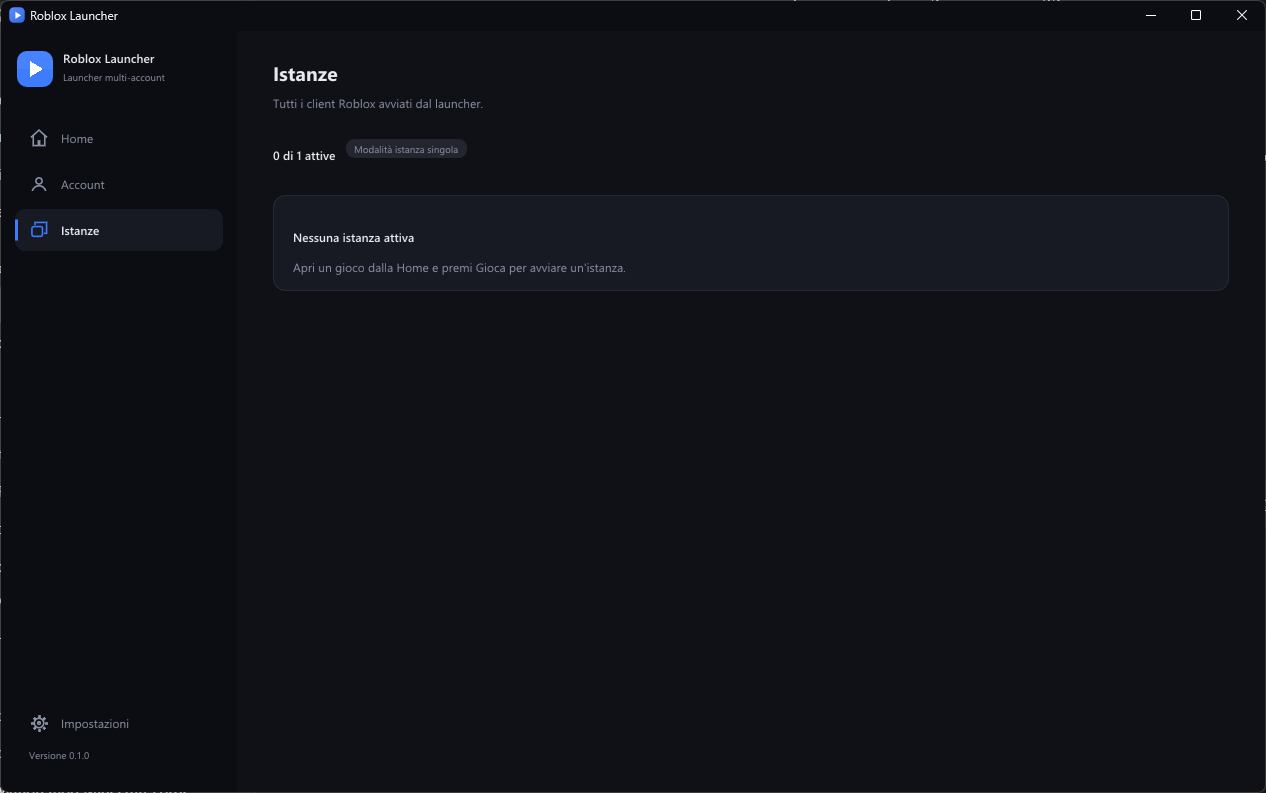 Roblox Launcher
Roblox Launcher
Launcher multi-account
Home
Account
Istanze
Impostazioni
Versione 0.1.0
Istanze
Tutti i client Roblox avviati dal launcher.
0 di 1 attive
Modalità istanza singola
Nessuna istanza attiva
Apri un gioco dalla Home e premi Gioca per avviare un'istanza.